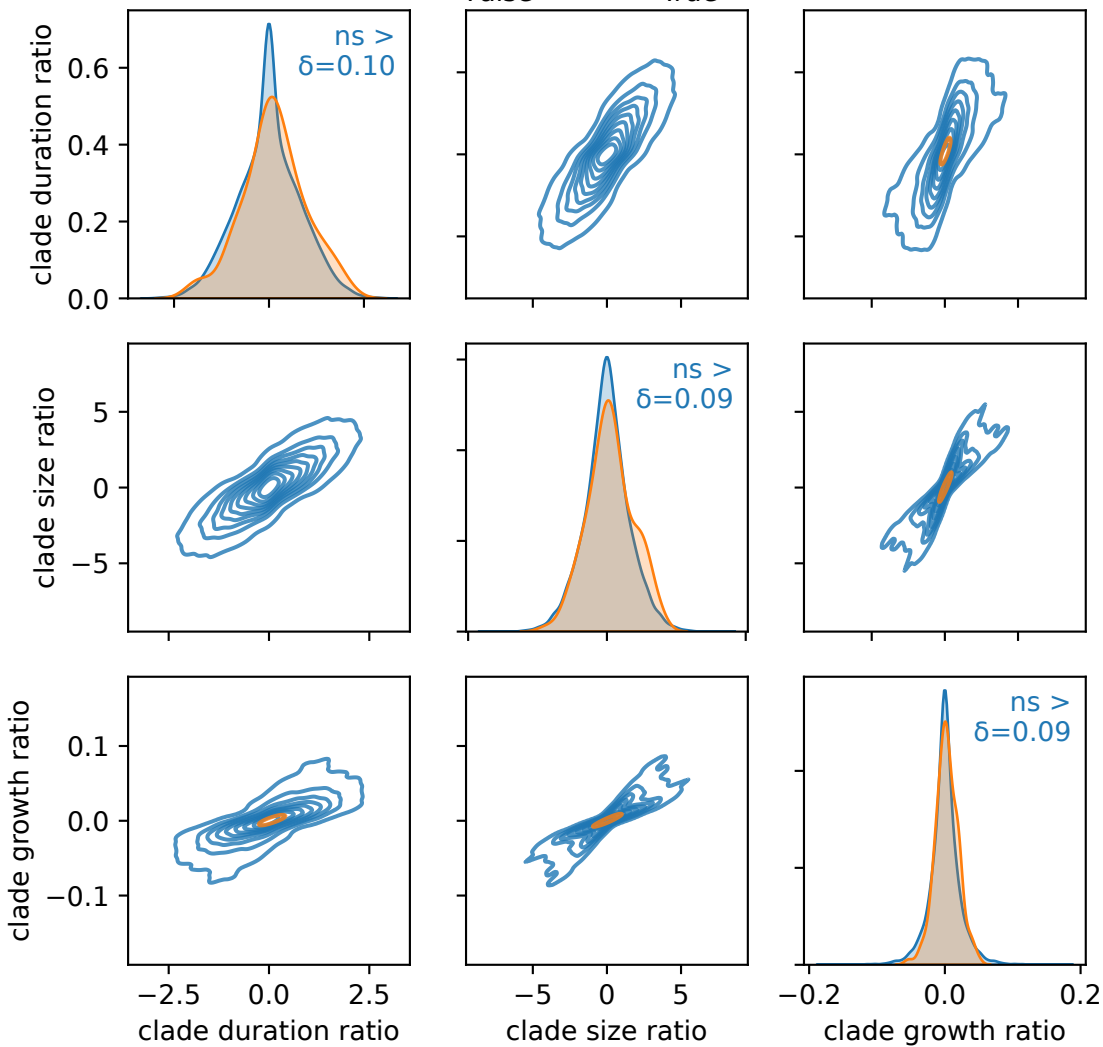 clade duration ratio
0.6
0.4
0.2
0.0
ns >
δ=0.10
clade size ratio
5
0
−5
ns >
δ=0.09
clade growth ratio
0.1
0.0
−0.1
ns >
δ=0.09
−2.5 0.0 2.5
−5 0 5
−0.2 0.0 0.2
clade duration ratio
clade size ratio
clade growth ratio